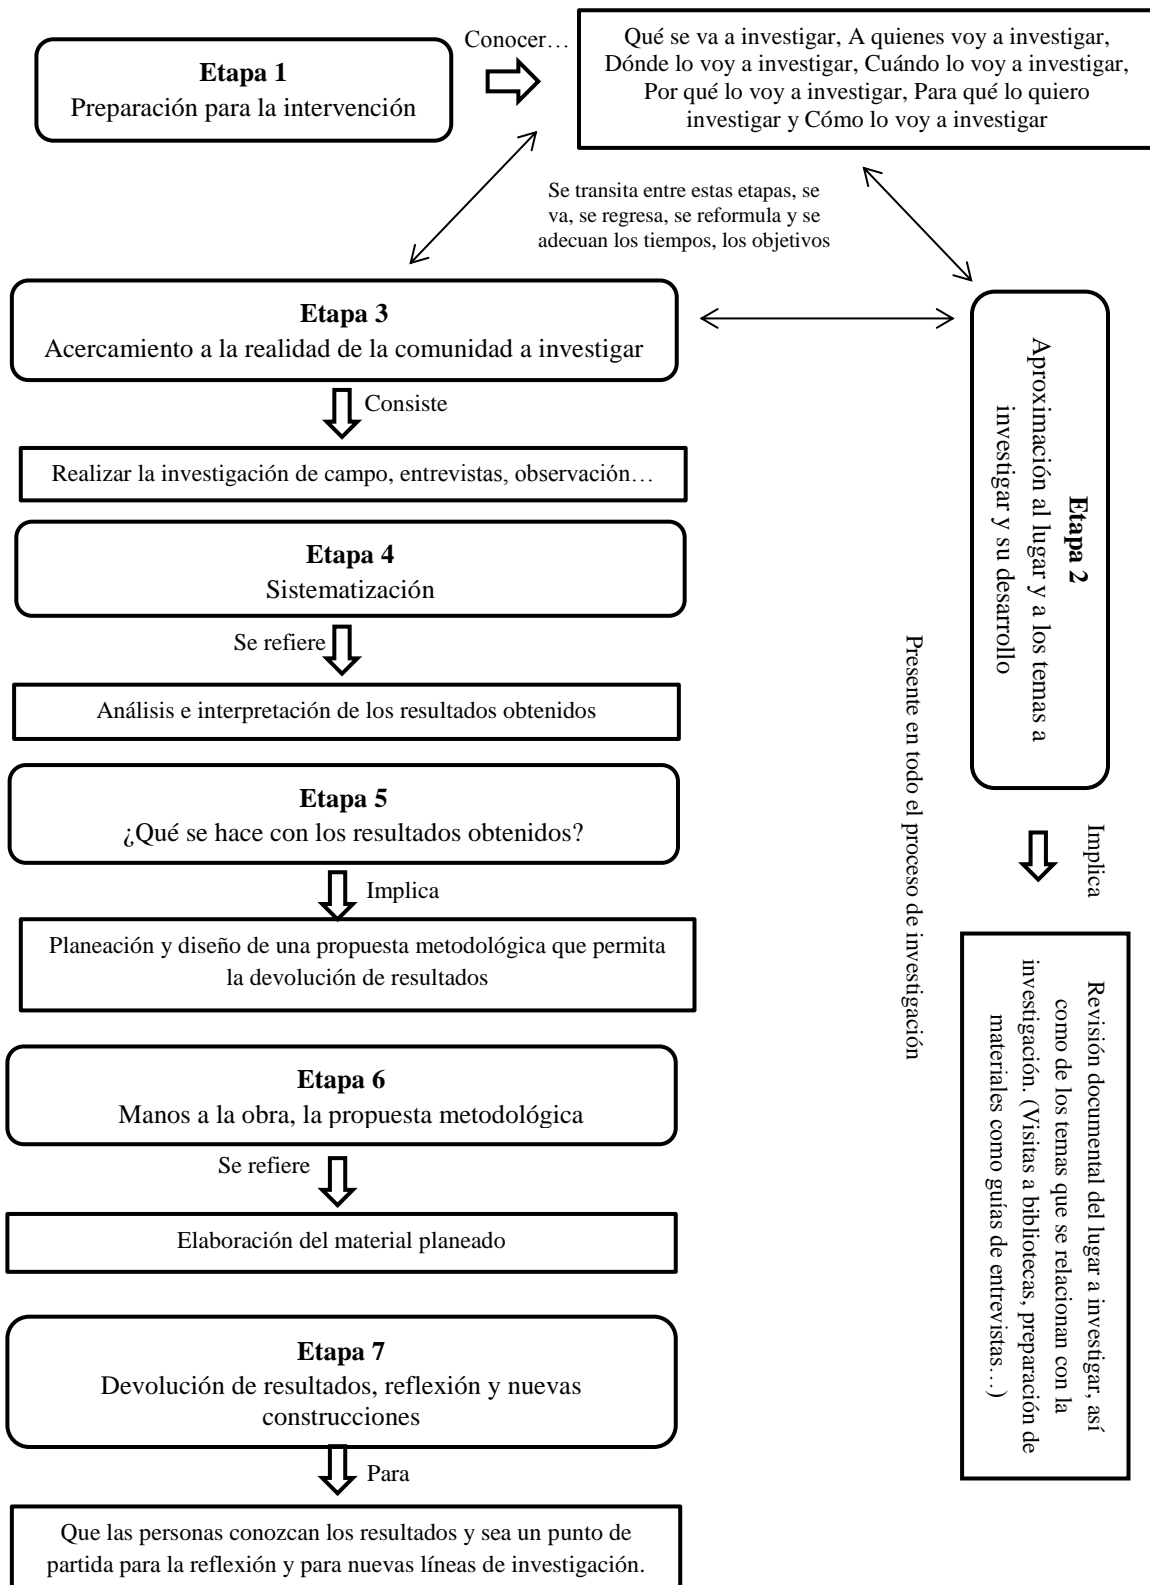 Conocer…
Etapa 1
Preparación para la intervención
Qué se va a investigar, A quienes voy a investigar,
Dónde lo voy a investigar, Cuándo lo voy a investigar,
Por qué lo voy a investigar, Para qué lo quiero
investigar y Cómo lo voy a investigar
Se transita entre estas etapas, se
va, se regresa, se reformula y se
adecuan los tiempos, los objetivos
Etapa 3
Acercamiento a la realidad de la comunidad a investigar
Consiste
Realizar la investigación de campo, entrevistas, observación…
Etapa 4
Sistematización
Se refiere
Análisis e interpretación de los resultados obtenidos
Etapa 5
¿Qué se hace con los resultados obtenidos?
Implica
Planeación y diseño de una propuesta metodológica que permita
la devolución de resultados
Etapa 6
Manos a la obra, la propuesta metodológica
Se refiere
Elaboración del material planeado
Etapa 7
Devolución de resultados, reflexión y nuevas
construcciones
Para
Que las personas conozcan los resultados y sea un punto de
partida para la reflexión y para nuevas líneas de investigación.
Etapa 2
Aproximación al lugar y a los temas a
investigar y su desarrollo
Presente en todo el proceso de investigación
Implica
Revisión documental del lugar a investigar, así
como de los temas que se relacionan con la
investigación. (Visitas a bibliotecas, preparación de
materiales como guías de entrevistas…)